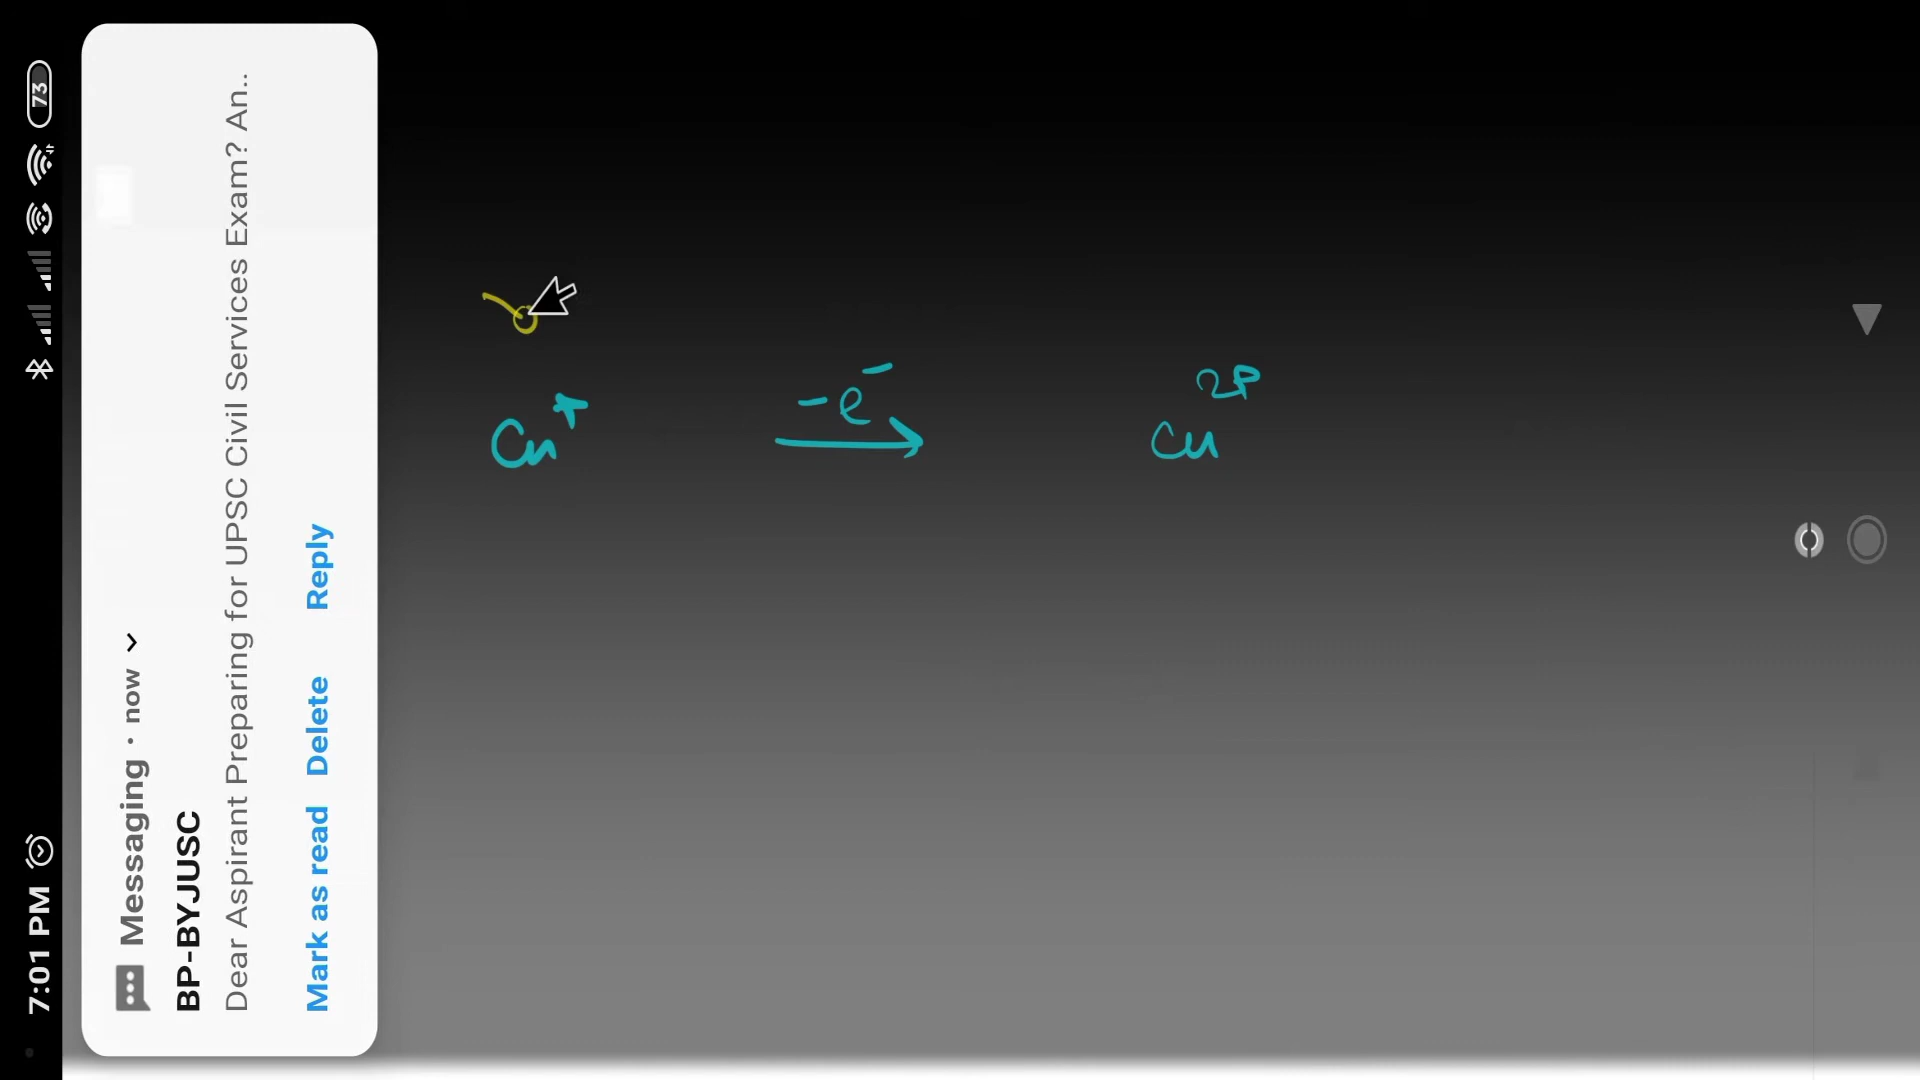 7:01 PM
73
Messaging · now
BP-BYJUSC
Dear Aspirant Preparing for UPSC Civil Services Exam? An..
Mark as read Delete Reply
Cu⁺ -e⁻ → Cu²⁺